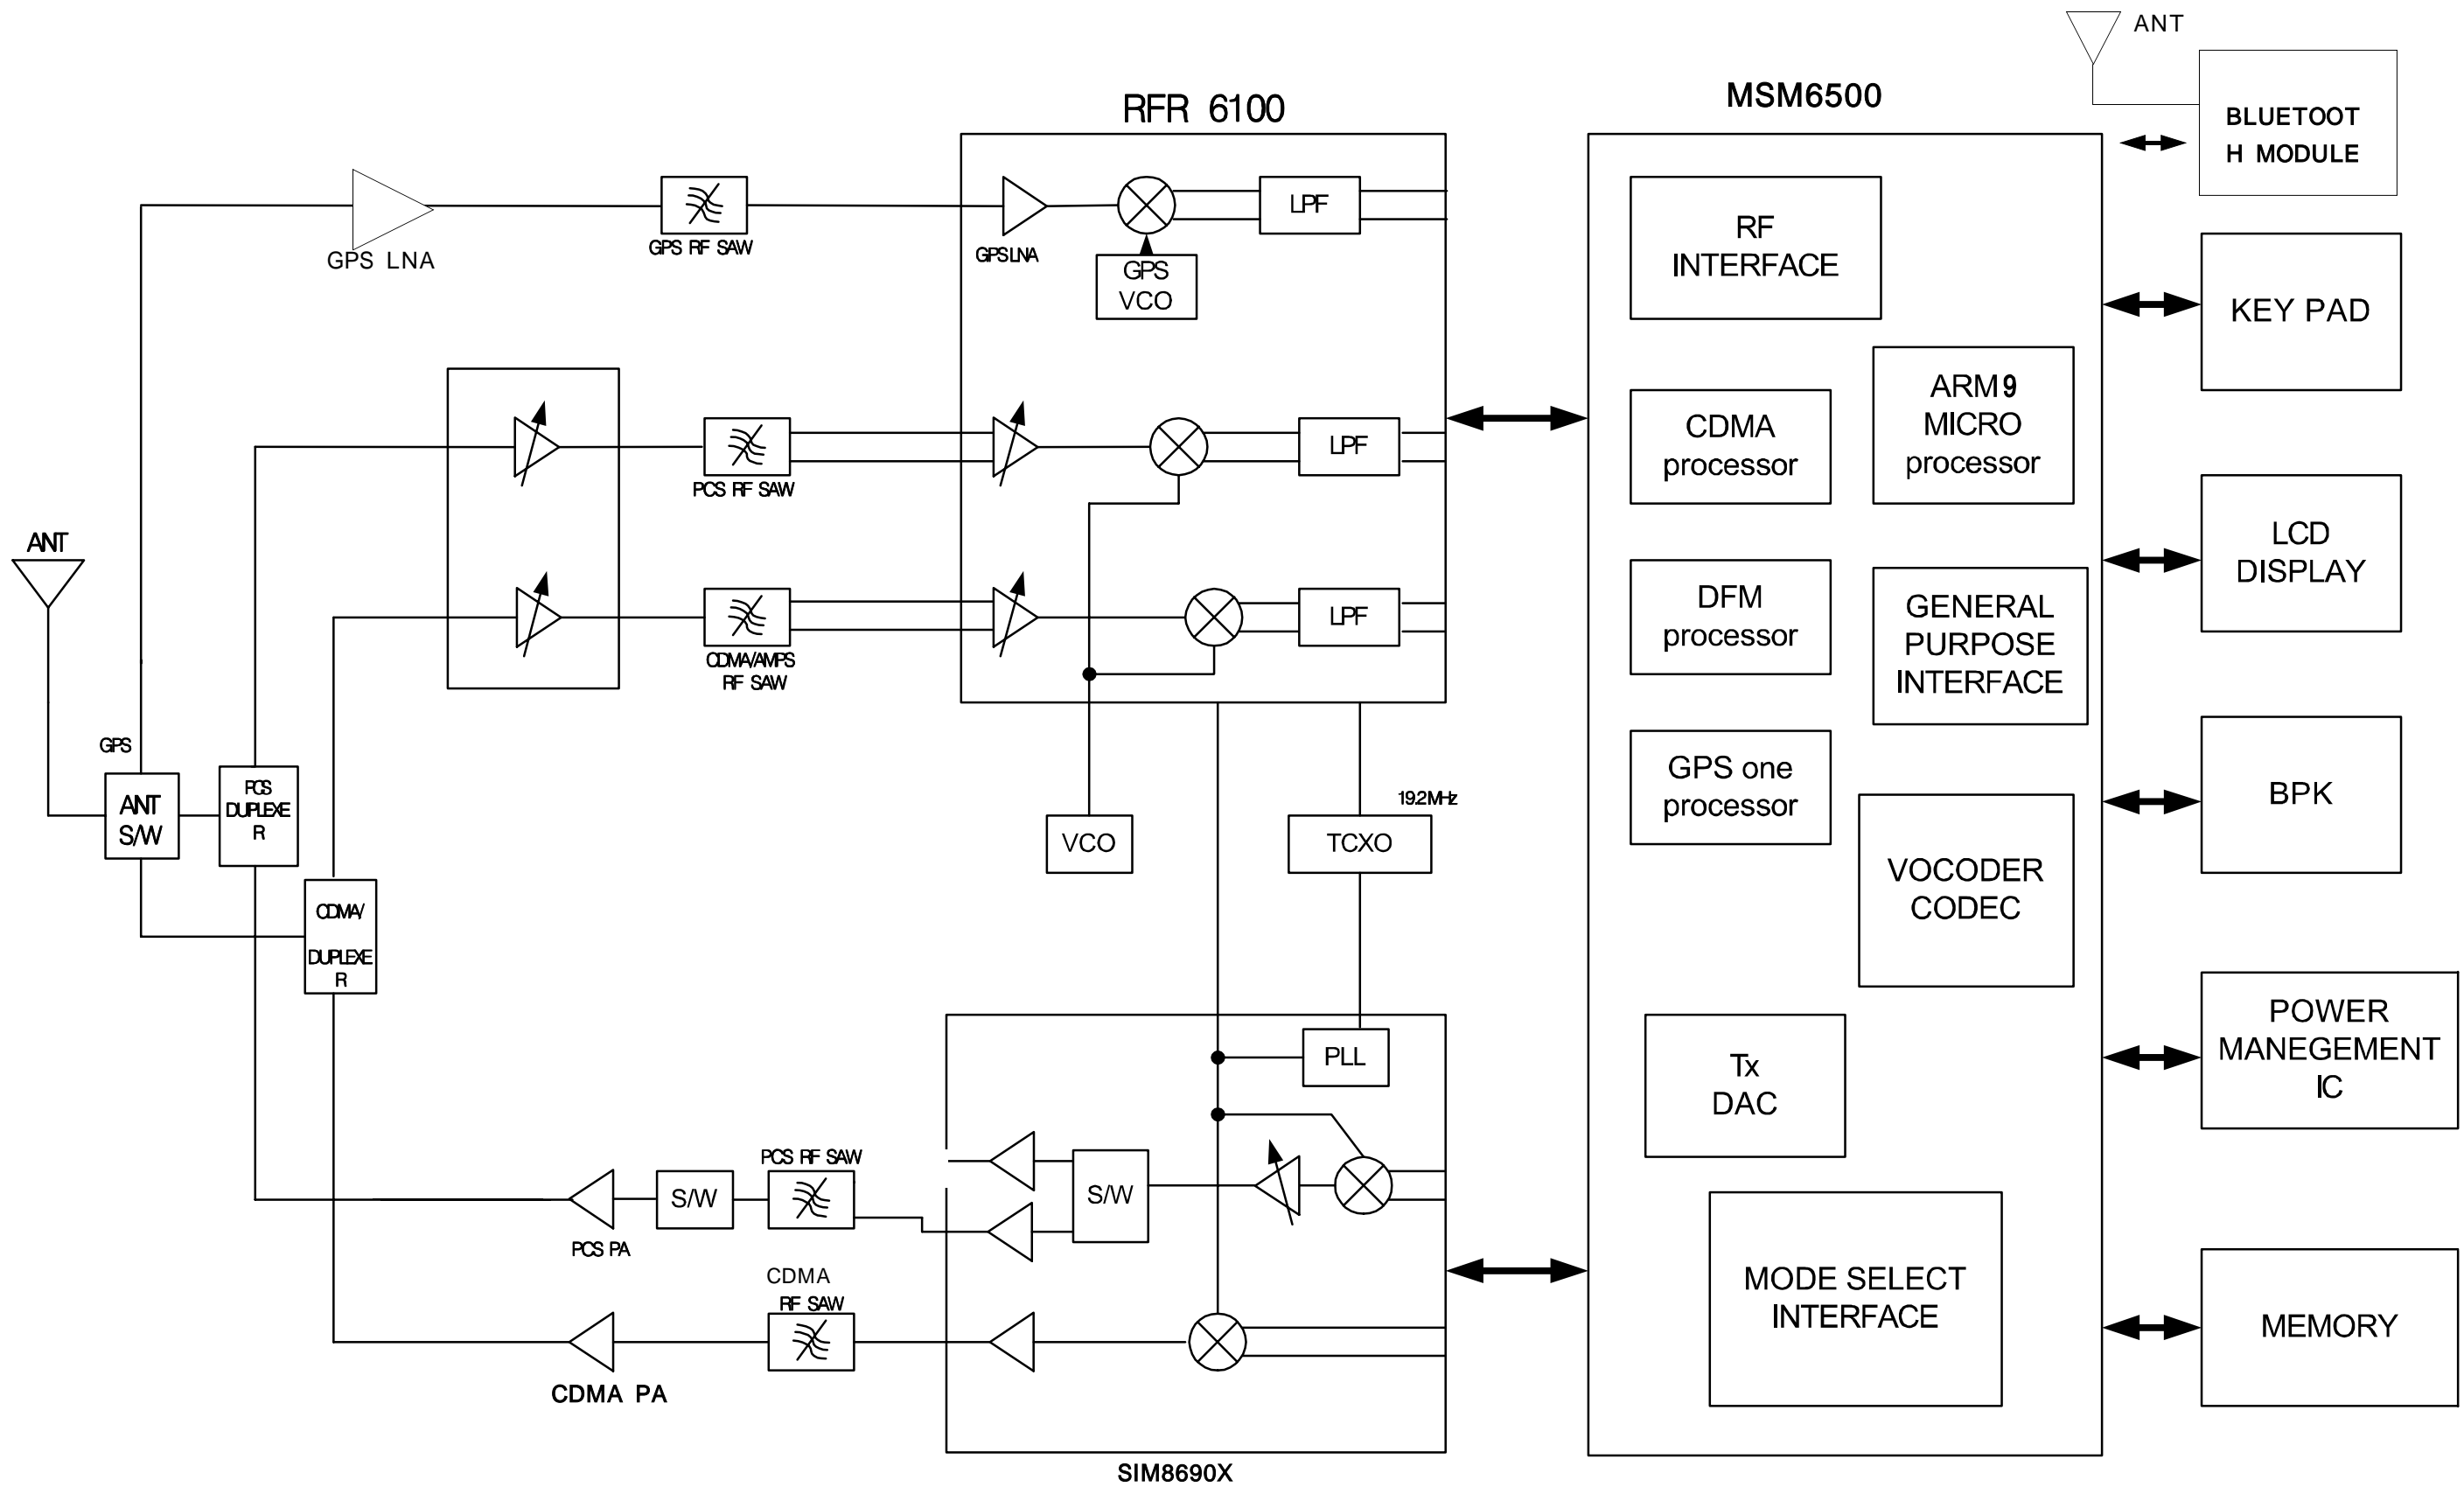 ANT
BLUETOOT
H MODULE
MSM6500
RFR 6100
GPS LNA
GPS RF SAW
GPS LNA
LPF
GPS
VCO
RF
INTERFACE
KEY PAD
ARM9
MICRO
processor
CDMA
processor
PCS RF SAW
LPF
LCD
DISPLAY
ANT
CDMA/AMPS
RF SAW
LPF
DFM
processor
GENERAL
PURPOSE
INTERFACE
GPS
ANT
S/W
PCS
DUPLEXE
R
CDMA/
DUPLEXE
R
VCO
19.2MHz
TCXO
GPS one
processor
VOCODER
CODEC
BPK
POWER
MANEGEMENT
IC
PLL
Tx
DAC
PCS RF SAW
S/W
S/W
PCS PA
CDMA
RF SAW
CDMA PA
MODE SELECT
INTERFACE
MEMORY
SIM8690X